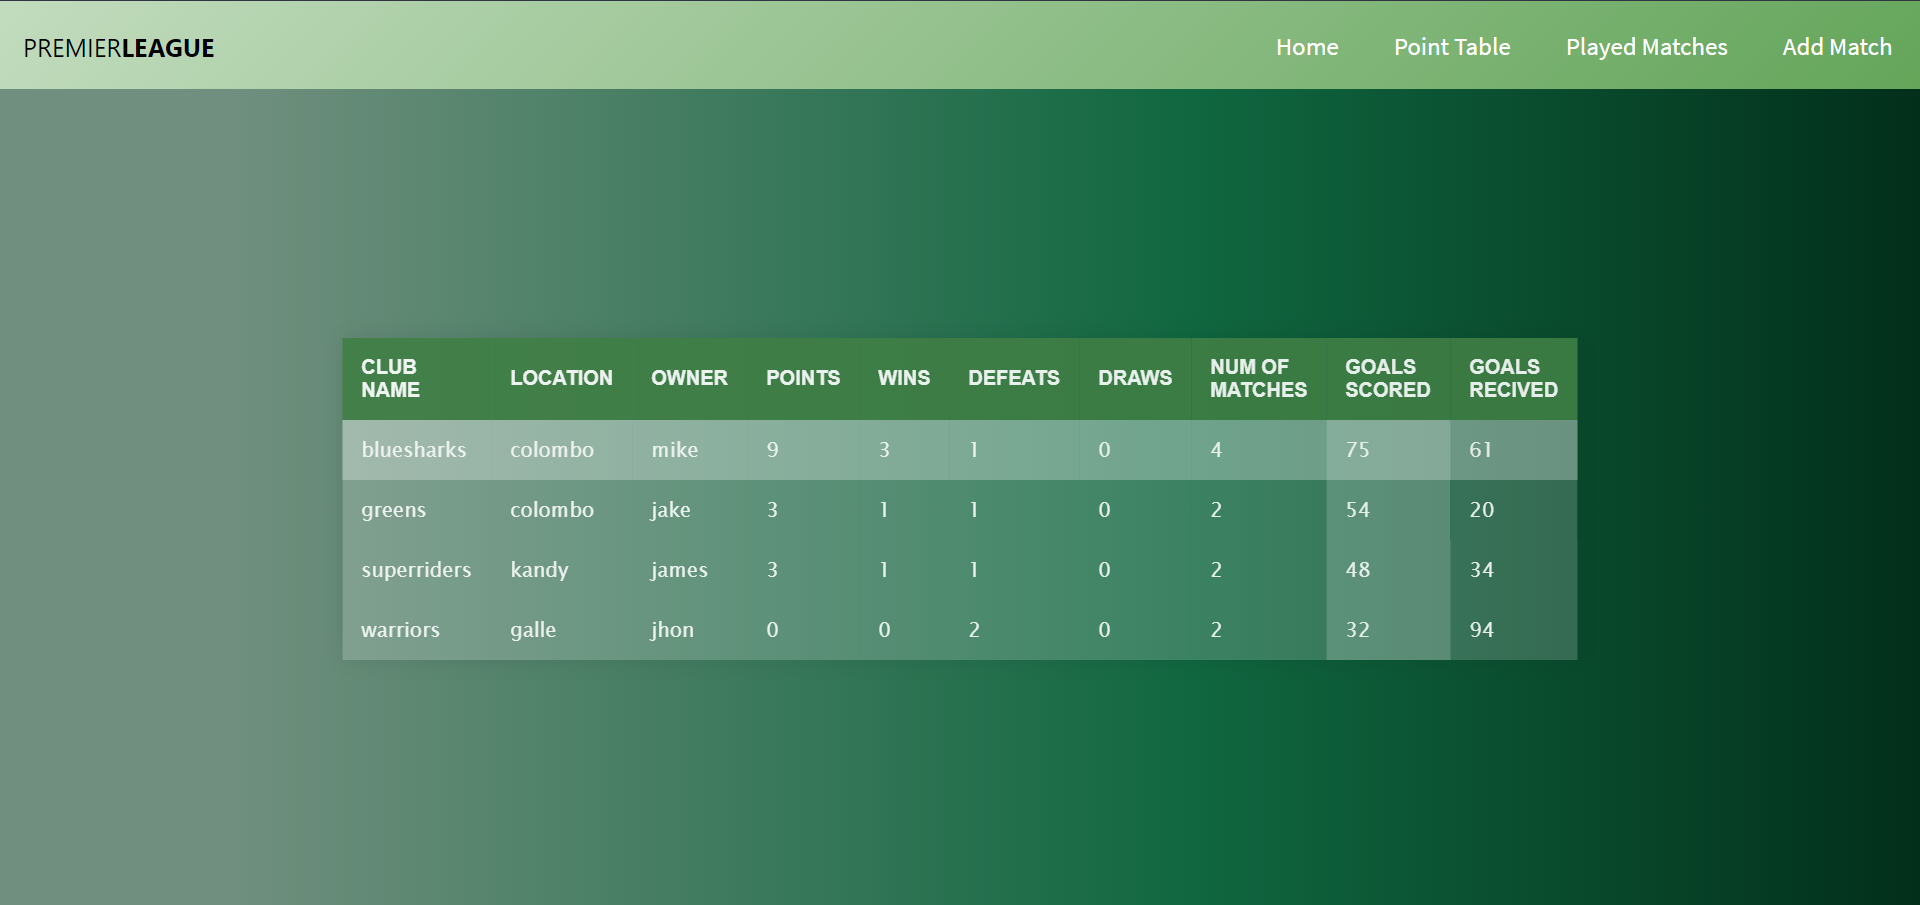 PREMIERLEAGUE Home Point Table Played Matches Add Match
CLUB NAME LOCATION OWNER POINTS WINS DEFEATS DRAWS NUM OF MATCHES GOALS SCORED GOALS RECIVED
bluesharks colombo mike 9 3 1 0 4 75 61
greens colombo jake 3 1 1 0 2 54 20
superriders kandy james 3 1 1 0 2 48 34
warriors galle jhon 0 0 2 0 2 32 94